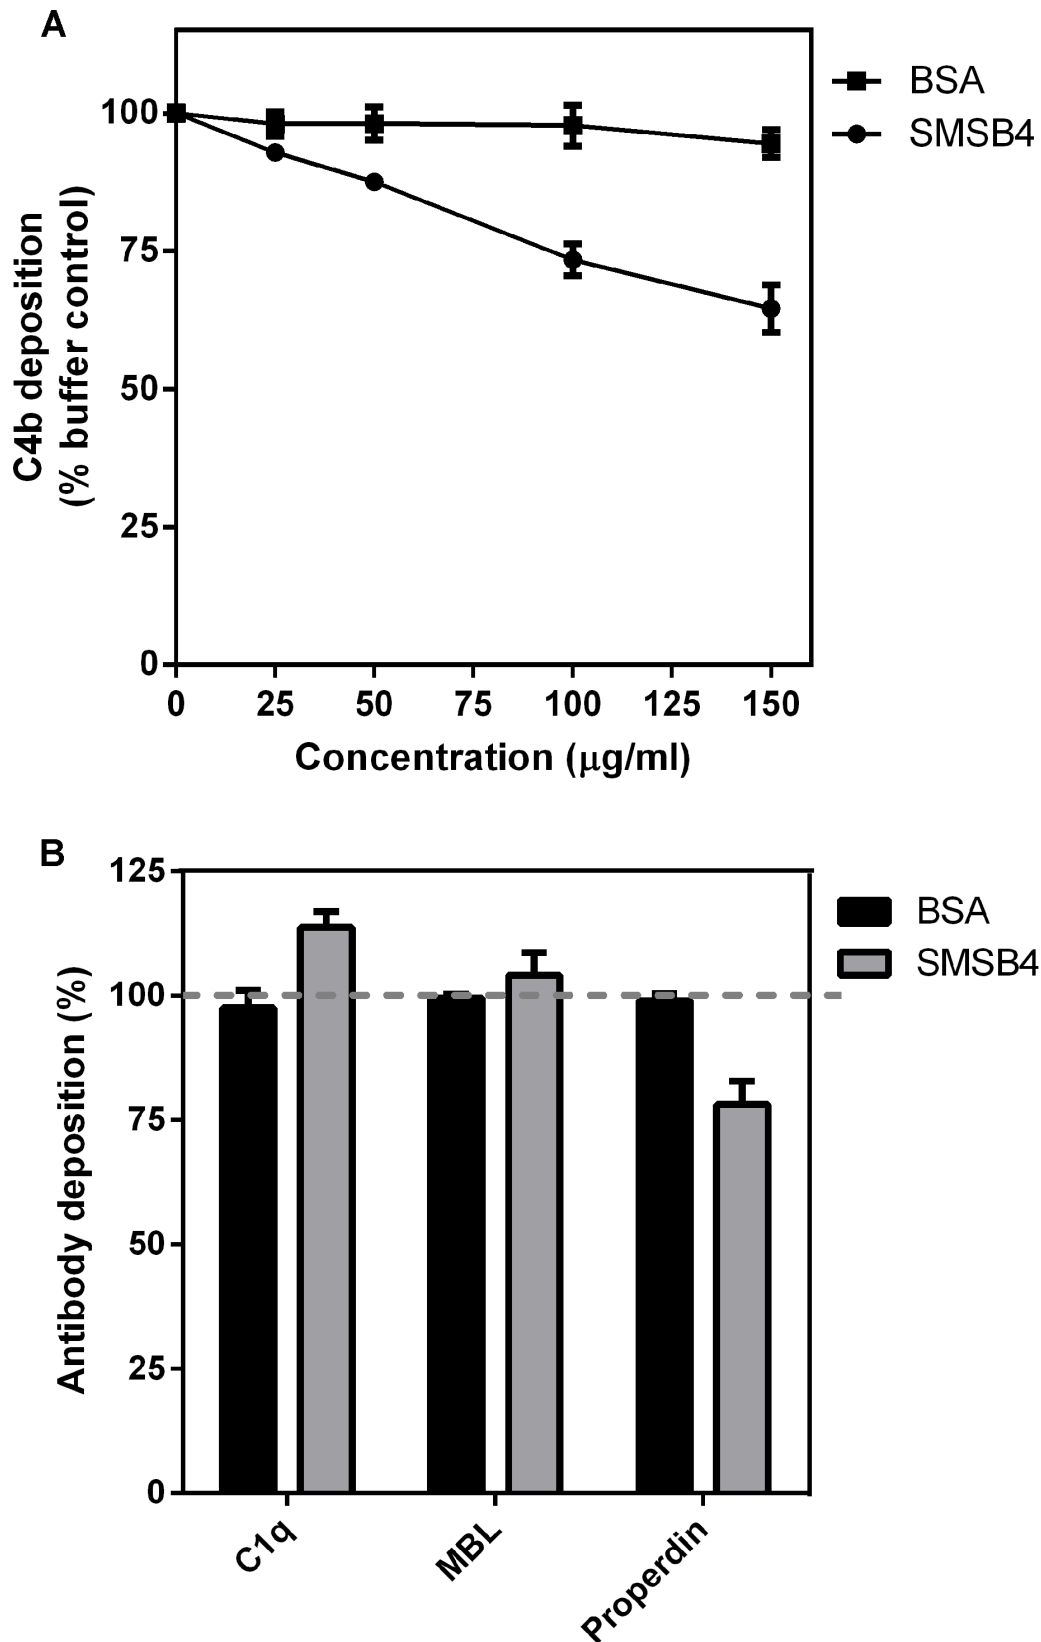 A
BSA
SMSB4
100
75
50
25
0
C4b deposition
(% buffer control)
0 25 50 75 100 125 150
Concentration (μg/ml)
B
BSA
SMSB4
125
100
75
50
25
0
Antibody deposition (%)
C1q
MBL
Properdin